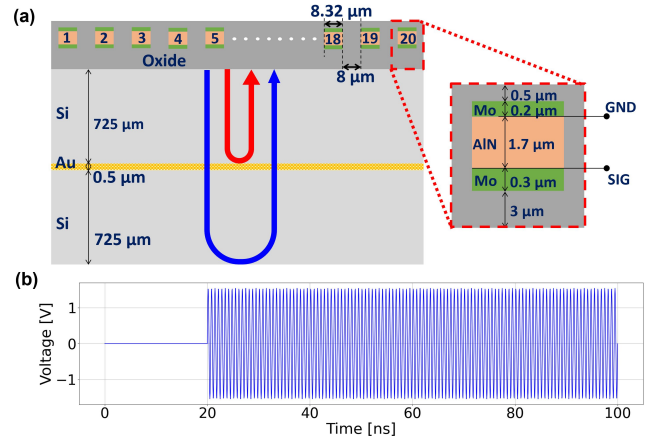 (a)
8.32 μm
1 2 3 4 5 18 19 20
Oxide
8 μm
Si
725 μm
Au
0.5 μm
Si
725 μm
0.5 μm
Mo 0.2 μm
GND
AlN 1.7 μm
SIG
Mo 0.3 μm
3 μm
(b)
Voltage [V]
1
0
−1
0 20 40 60 80 100
Time [ns]